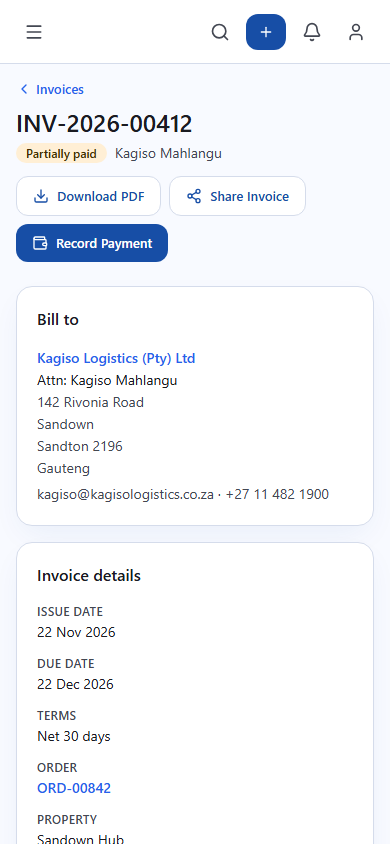 Invoices
INV-2026-00412
Partially paid Kagiso Mahlangu
Download PDF Share Invoice
Record Payment
Bill to
Kagiso Logistics (Pty) Ltd
Attn: Kagiso Mahlangu
142 Rivonia Road
Sandown
Sandton 2196
Gauteng
kagiso@kagisologistics.co.za · +27 11 482 1900
Invoice details
ISSUE DATE
22 Nov 2026
DUE DATE
22 Dec 2026
TERMS
Net 30 days
ORDER
ORD-00842
PROPERTY
Sandown Hub